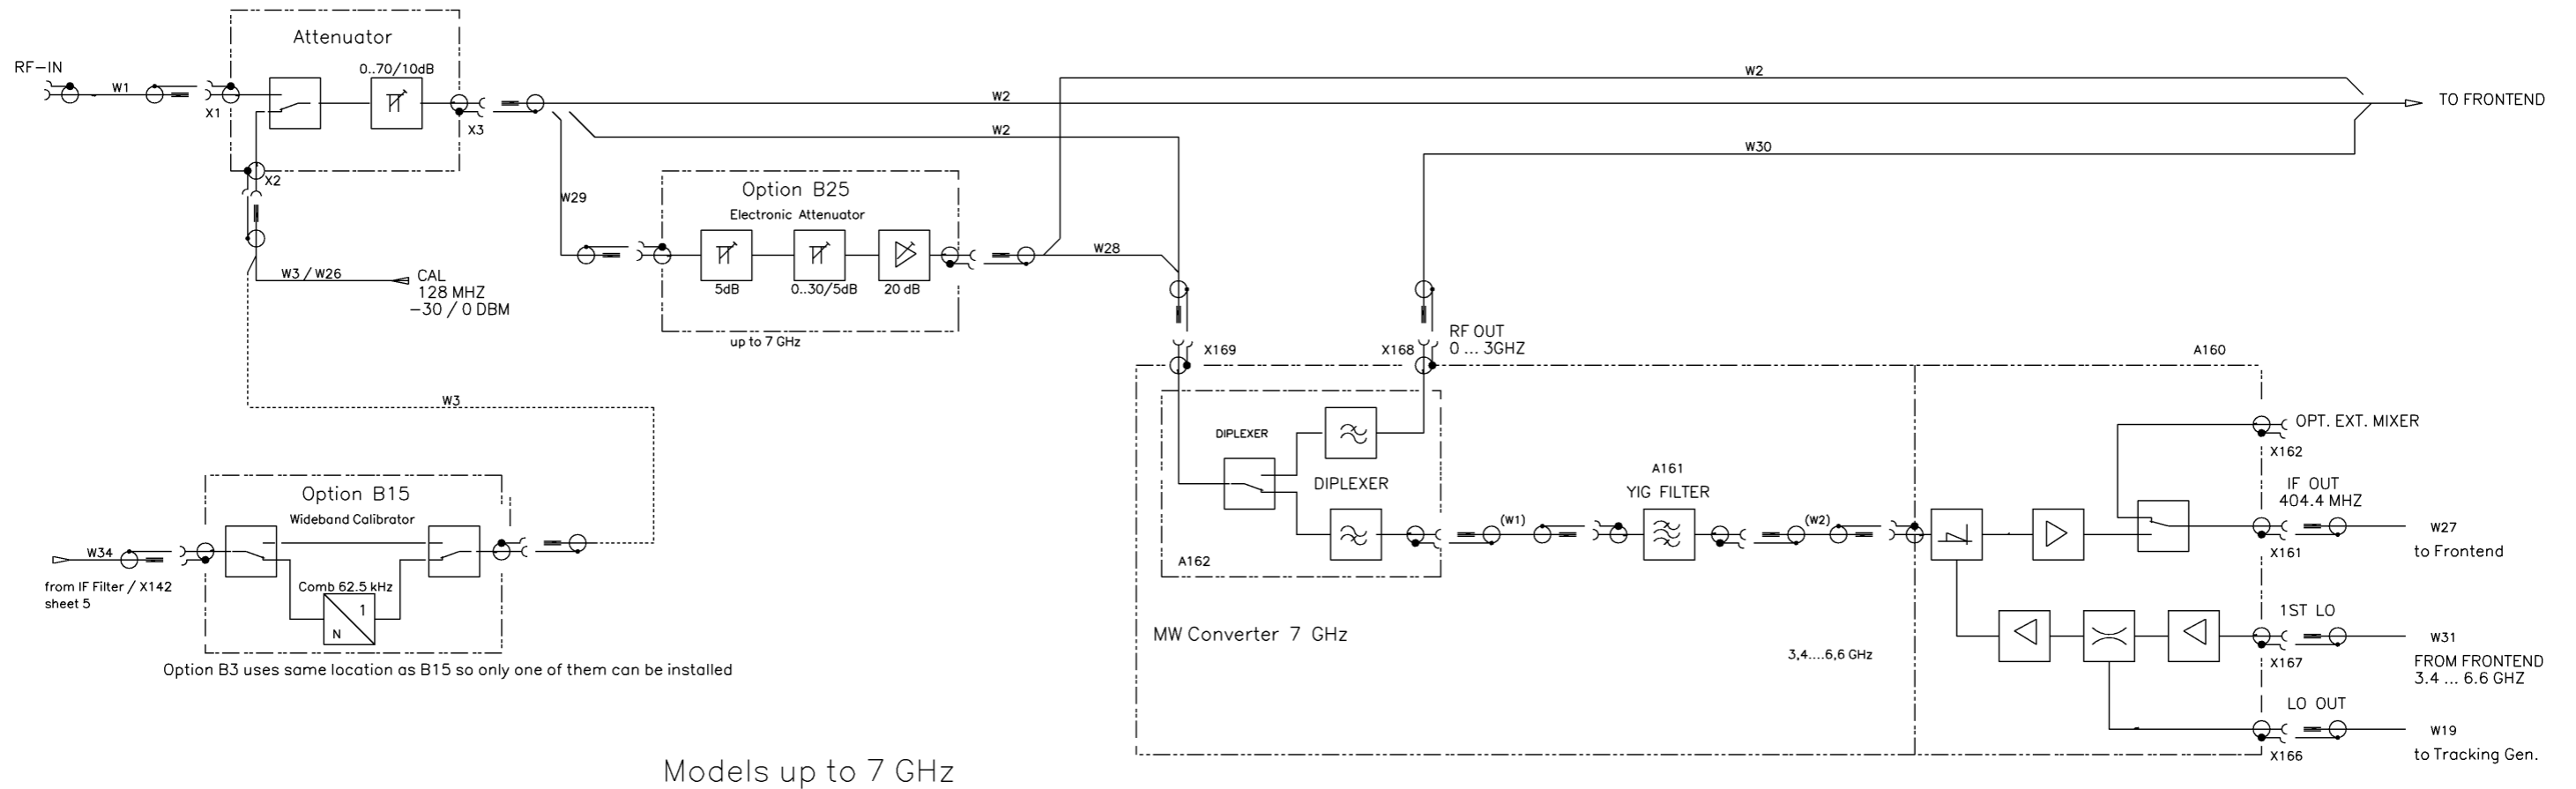 Attenuator
RF-IN
0..70/10dB
W1
X1
X3
X2
W2
W2
W2
TO FRONTEND
W30
W29
Option B25
Electronic Attenuator
5dB
0..30/5dB
20 dB
up to 7 GHz
W28
W3 / W26
CAL
128 MHZ
-30 / 0 DBM
W3
X169
X168
RF OUT
0 ... 3GHZ
A160
DIPLEXER
DIPLEXER
A162
A161
YIG FILTER
(W1)
(W2)
OPT. EXT. MIXER
X162
IF OUT
404.4 MHZ
X161
W27
to Frontend
Option B15
Wideband Calibrator
W34
from IF Filter / X142
sheet 5
Comb 62.5 kHz
1
N
Option B3 uses same location as B15 so only one of them can be installed
MW Converter 7 GHz
3,4....6,6 GHz
1ST LO
X167
W31
FROM FRONTEND
3.4 ... 6.6 GHZ
LO OUT
X166
W19
to Tracking Gen.
Models up to 7 GHz